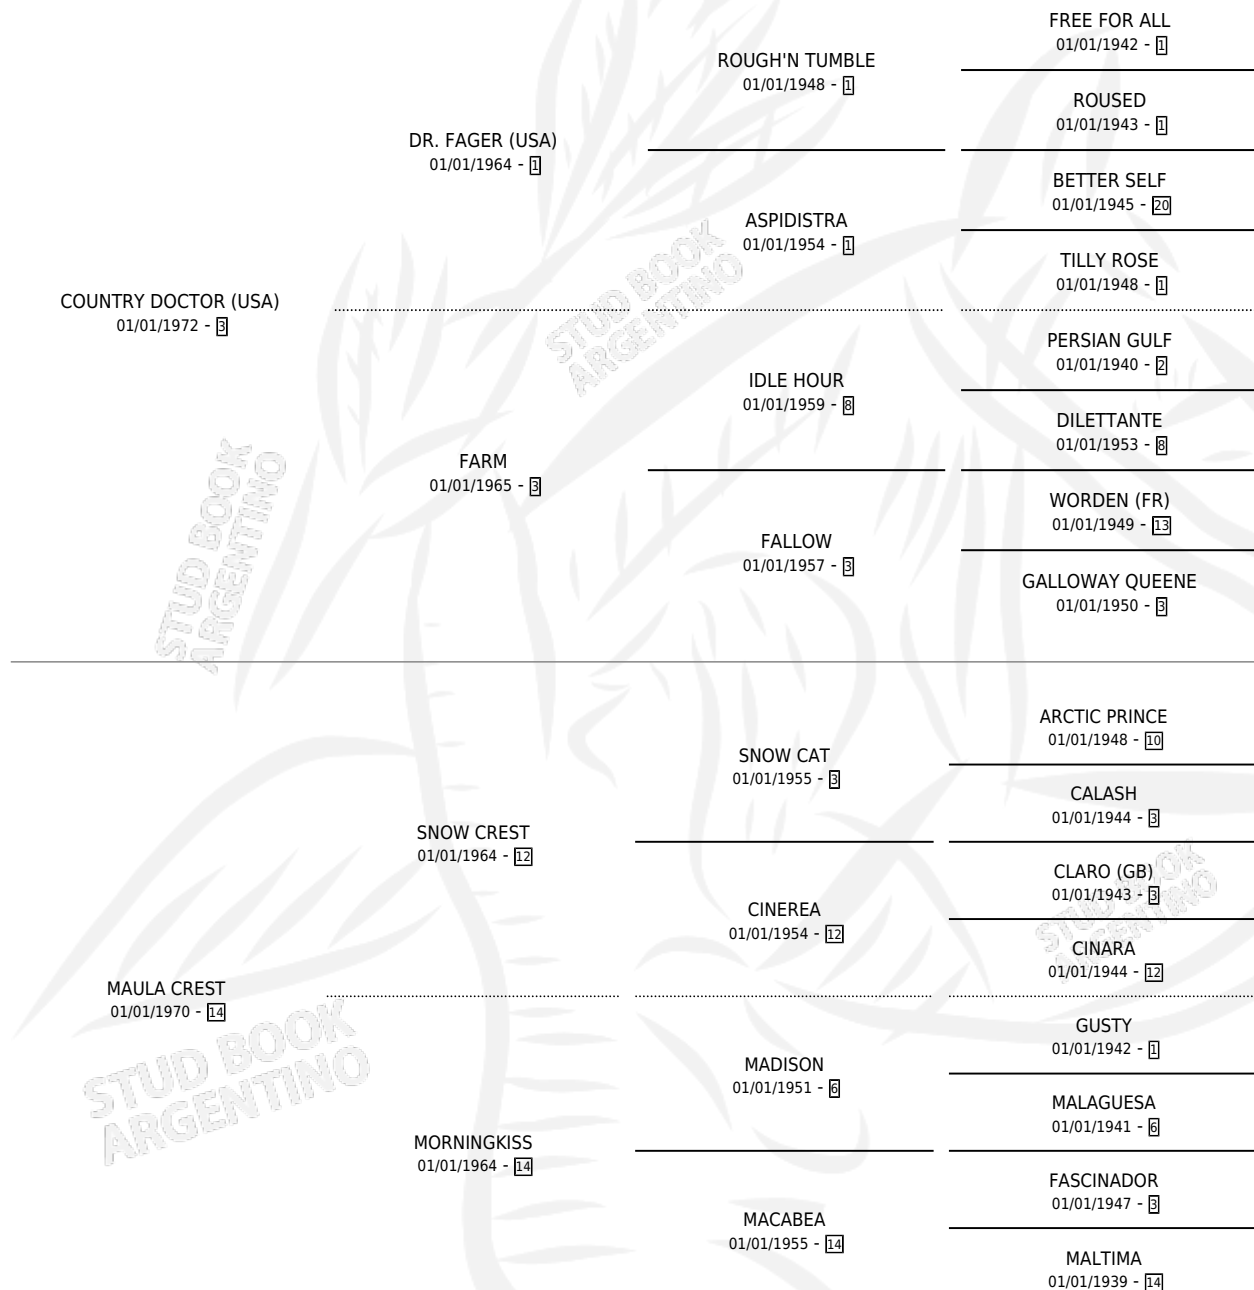 FREE FOR ALL
01/01/1942 - 1
ROUGH'N TUMBLE
01/01/1948 - 1
ROUSED
01/01/1943 - 1
DR. FAGER (USA)
01/01/1964 - 1
BETTER SELF
01/01/1945 - 20
ASPIDISTRA
01/01/1954 - 1
TILLY ROSE
01/01/1948 - 1
COUNTRY DOCTOR (USA)
01/01/1972 - 3
PERSIAN GULF
01/01/1940 - 2
IDLE HOUR
01/01/1959 - 8
DILETTANTE
01/01/1953 - 8
FARM
01/01/1965 - 3
WORDEN (FR)
01/01/1949 - 13
FALLOW
01/01/1957 - 3
GALLOWAY QUEENE
01/01/1950 - 3
ARCTIC PRINCE
01/01/1948 - 10
SNOW CAT
01/01/1955 - 3
CALASH
01/01/1944 - 3
SNOW CREST
01/01/1964 - 12
CLARO (GB)
01/01/1943 - 3
CINEREA
01/01/1954 - 12
CINARA
01/01/1944 - 12
MAULA CREST
01/01/1970 - 14
GUSTY
01/01/1942 - 1
MADISON
01/01/1951 - 6
MALAGUESA
01/01/1941 - 6
MORNINGKISS
01/01/1964 - 14
FASCINADOR
01/01/1947 - 3
MACABEA
01/01/1955 - 14
MALTIMA
01/01/1939 - 14
STUD BOOK
ARGENTINO
STUD BOOK
ARGENTINO
STUD BOOK
ARGENTINO
STUD BOOK
ARGENTINO